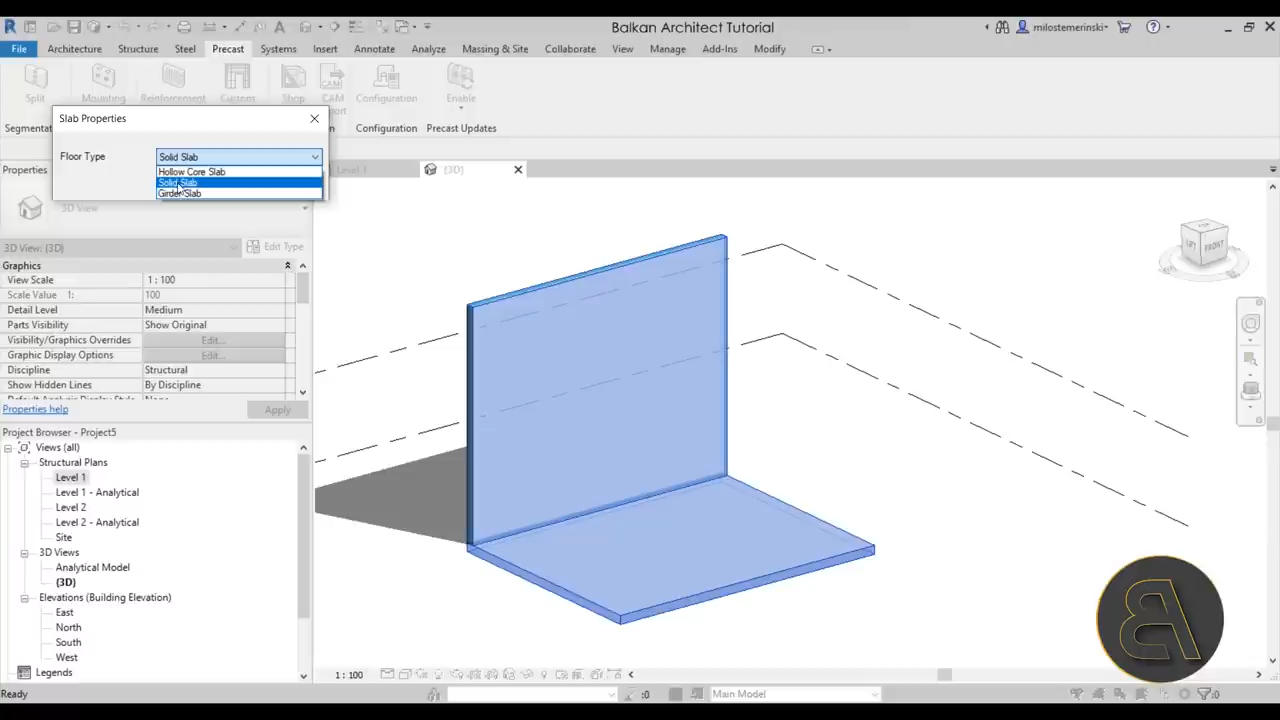 Balkan Architect Tutorial
milostemerinski
File Architecture Structure Steel Precast Systems Insert Annotate Analyze Massing & Site Collaborate View Manage Add-Ins Modify
Split Mounting Reinforcement Custom Shop CAM Configuration Enable
Configuration Precast Updates
Slab Properties
Floor Type Solid Slab
Hollow Core Slab
Solid Slab
Girder Slab
Properties
Level 1
{3D}
3D View
3D View: {3D} Edit Type
Graphics
View Scale 1 : 100
Scale Value 1: 100
Detail Level Medium
Parts Visibility Show Original
Visibility/Graphics Overrides Edit...
Graphic Display Options Edit...
Discipline Structural
Show Hidden Lines By Discipline
Properties help Apply
Project Browser - Project5
Views (all)
Structural Plans
Level 1
Level 1 - Analytical
Level 2
Level 2 - Analytical
Site
3D Views
Analytical Model
{3D}
Elevations (Building Elevation)
East
North
South
West
Legends
LEFT FRONT
1 : 100
Ready
:0
Main Model
:0